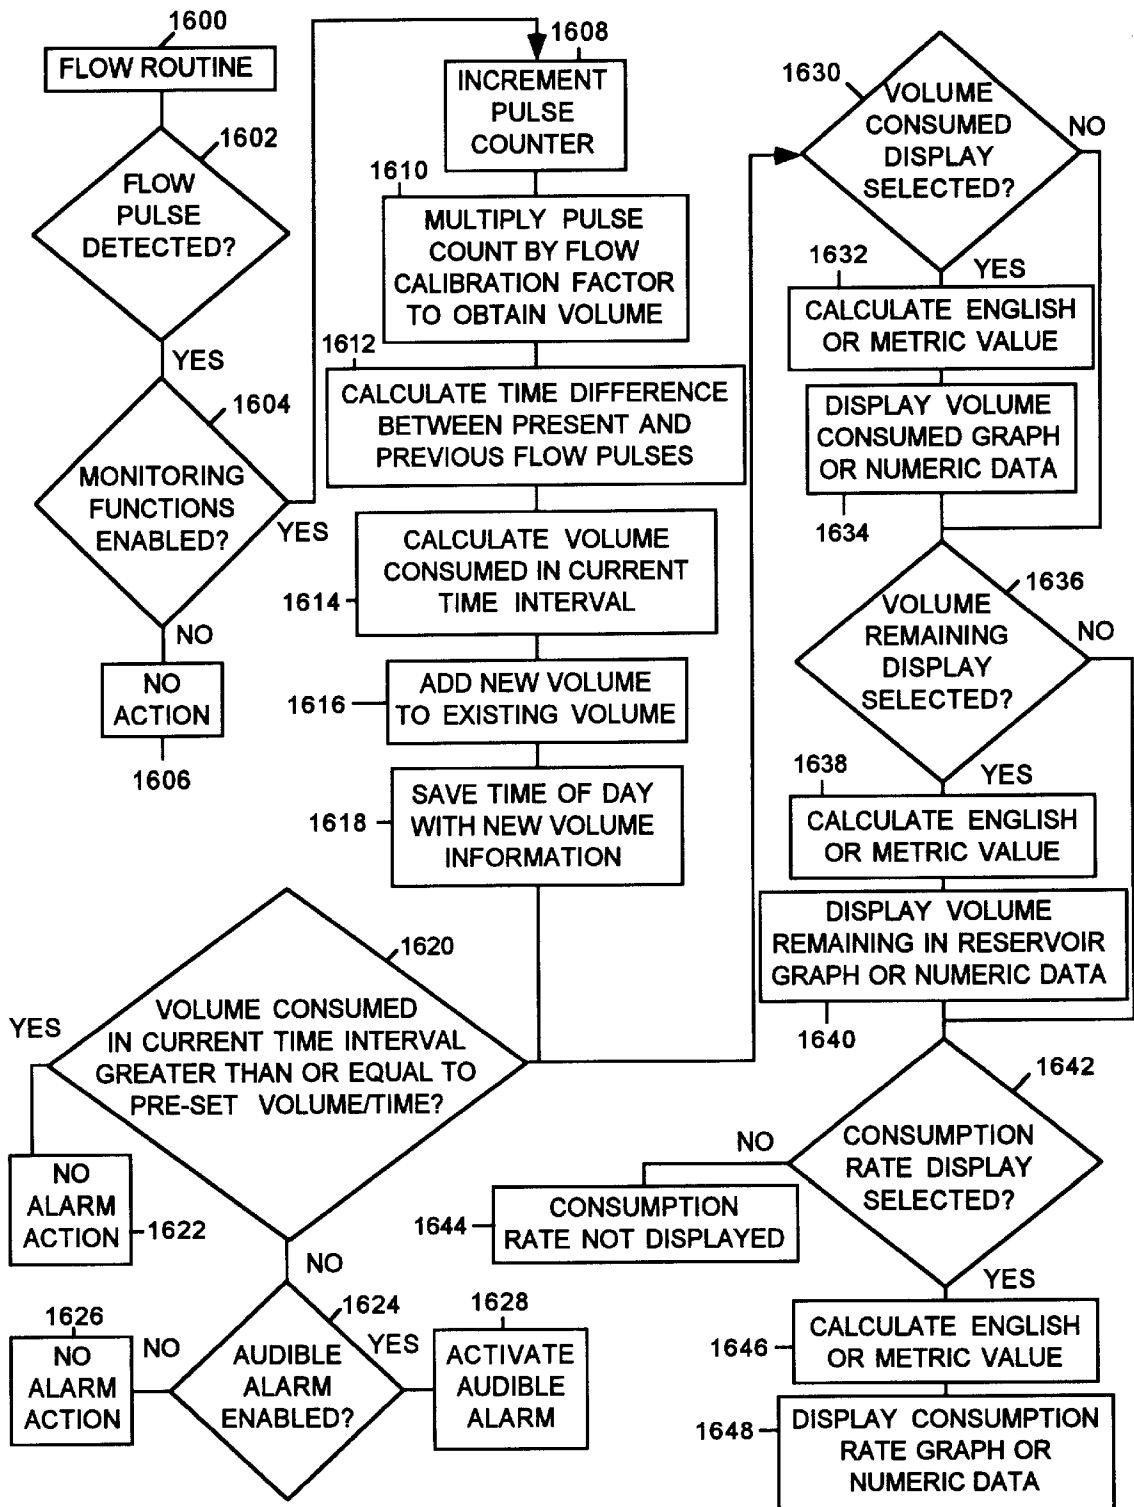 1600
FLOW ROUTINE
1602
FLOW
PULSE
DETECTED?
YES
1604
MONITORING
FUNCTIONS
ENABLED?
YES
NO
NO
ACTION
1606
1608
INCREMENT
PULSE
COUNTER
1610
MULTIPLY PULSE
COUNT BY FLOW
CALIBRATION FACTOR
TO OBTAIN VOLUME
1612
CALCULATE TIME DIFFERENCE
BETWEEN PRESENT AND
PREVIOUS FLOW PULSES
CALCULATE VOLUME
CONSUMED IN CURRENT
TIME INTERVAL
1614
ADD NEW VOLUME
TO EXISTING VOLUME
1616
SAVE TIME OF DAY
WITH NEW VOLUME
INFORMATION
1618
1620
VOLUME CONSUMED
IN CURRENT TIME INTERVAL
GREATER THAN OR EQUAL TO
PRE-SET VOLUME/TIME?
YES
NO
ALARM
ACTION
1622
NO
1624
AUDIBLE
ALARM
ENABLED?
NO
1626
NO
ALARM
ACTION
YES
1628
ACTIVATE
AUDIBLE
ALARM
1630
VOLUME
CONSUMED
DISPLAY
SELECTED?
NO
YES
1632
CALCULATE ENGLISH
OR METRIC VALUE
DISPLAY VOLUME
CONSUMED GRAPH
OR NUMERIC DATA
1634
1636
VOLUME
REMAINING
DISPLAY
SELECTED?
NO
YES
1638
CALCULATE ENGLISH
OR METRIC VALUE
DISPLAY VOLUME
REMAINING IN RESERVOIR
GRAPH OR NUMERIC DATA
1640
1642
CONSUMPTION
RATE DISPLAY
SELECTED?
NO
CONSUMPTION
RATE NOT DISPLAYED
1644
YES
CALCULATE ENGLISH
OR METRIC VALUE
1646
DISPLAY CONSUMPTION
RATE GRAPH OR
NUMERIC DATA
1648